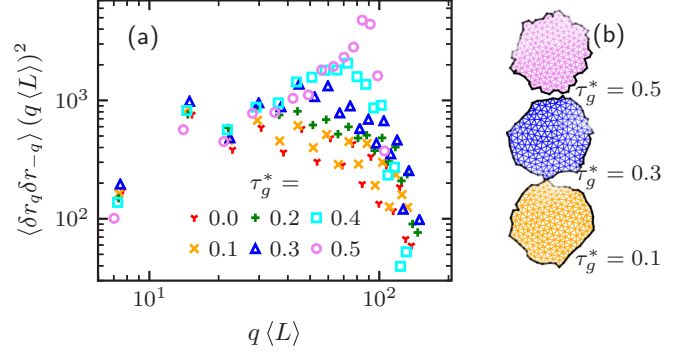 (a)
(b)
⟨δr_q δr_{−q}⟩ (q ⟨L⟩)^2
10^3
10^2
τ_g^* =
0.0 0.2 0.4
0.1 0.3 0.5
10^1 10^2
q ⟨L⟩
τ_g^* = 0.5
τ_g^* = 0.3
τ_g^* = 0.1